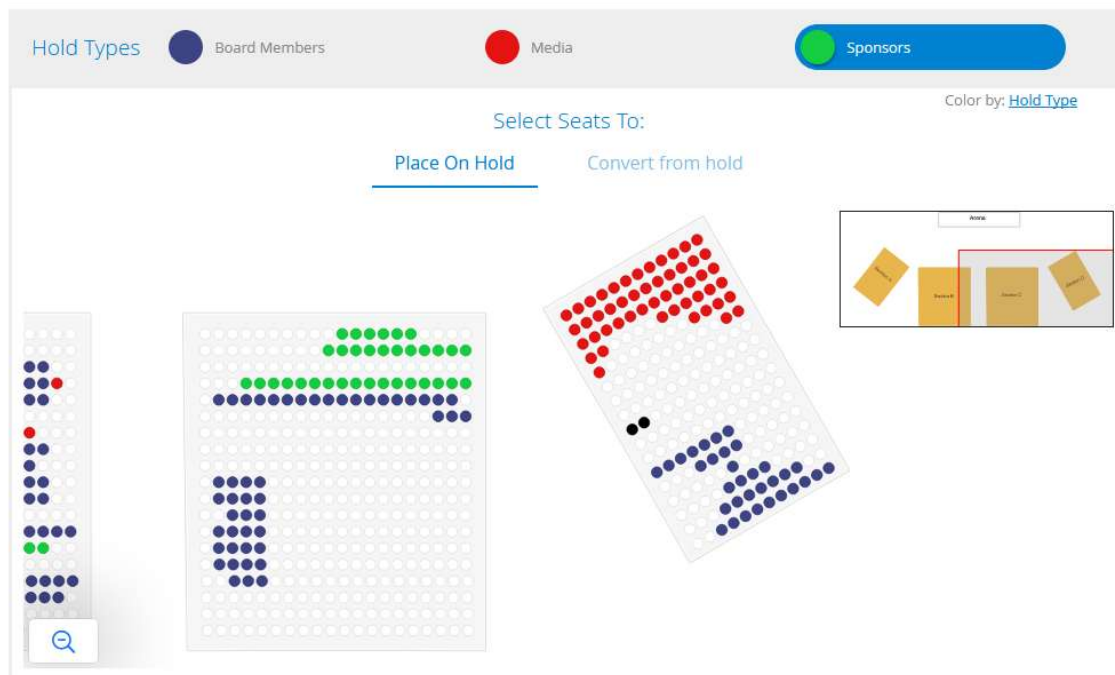 Hold Types
Board Members
Media
Sponsors
Color by: Hold Type
Select Seats To:
Place On Hold
Convert from hold
Arena